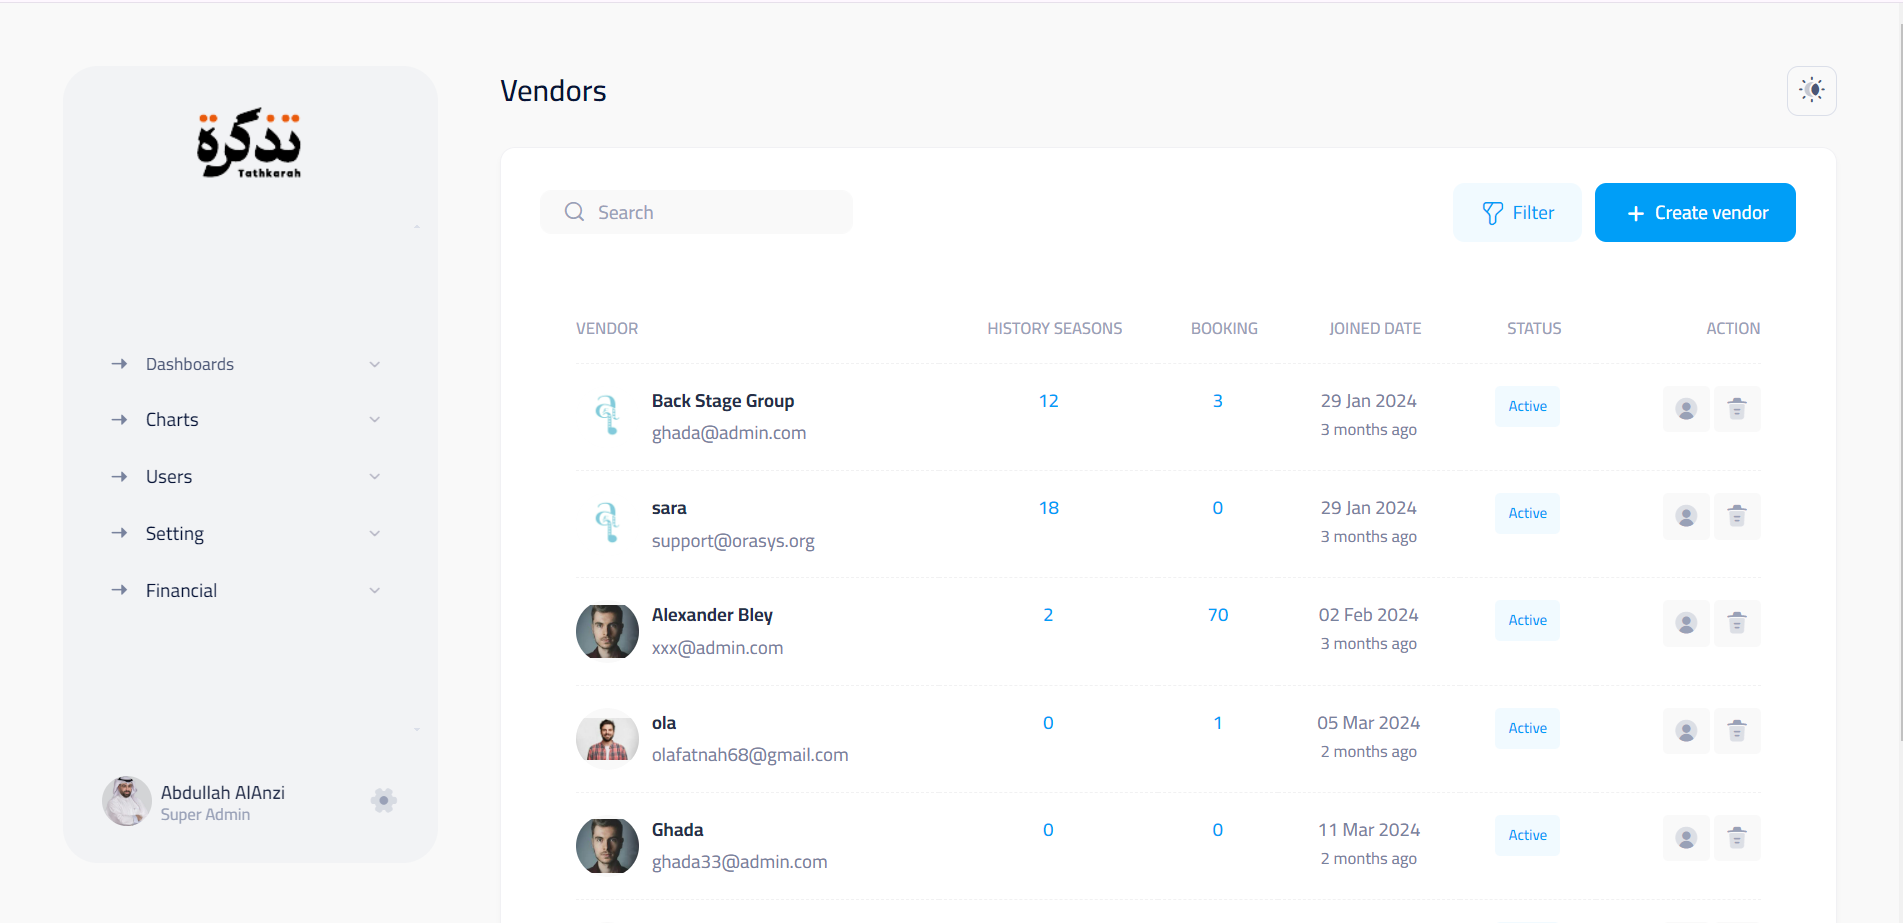 تذكرة
Tathkarah
Dashboards
Charts
Users
Setting
Financial
Abdullah AlAnzi
Super Admin
Vendors
Search
Filter
+ Create vendor
VENDOR HISTORY SEASONS BOOKING JOINED DATE STATUS ACTION
Back Stage Group 12 3 29 Jan 2024 Active
ghada@admin.com 3 months ago
sara 18 0 29 Jan 2024 Active
support@orasys.org 3 months ago
Alexander Bley 2 70 02 Feb 2024 Active
xxx@admin.com 3 months ago
ola 0 1 05 Mar 2024 Active
olafatnah68@gmail.com 2 months ago
Ghada 0 0 11 Mar 2024 Active
ghada33@admin.com 2 months ago